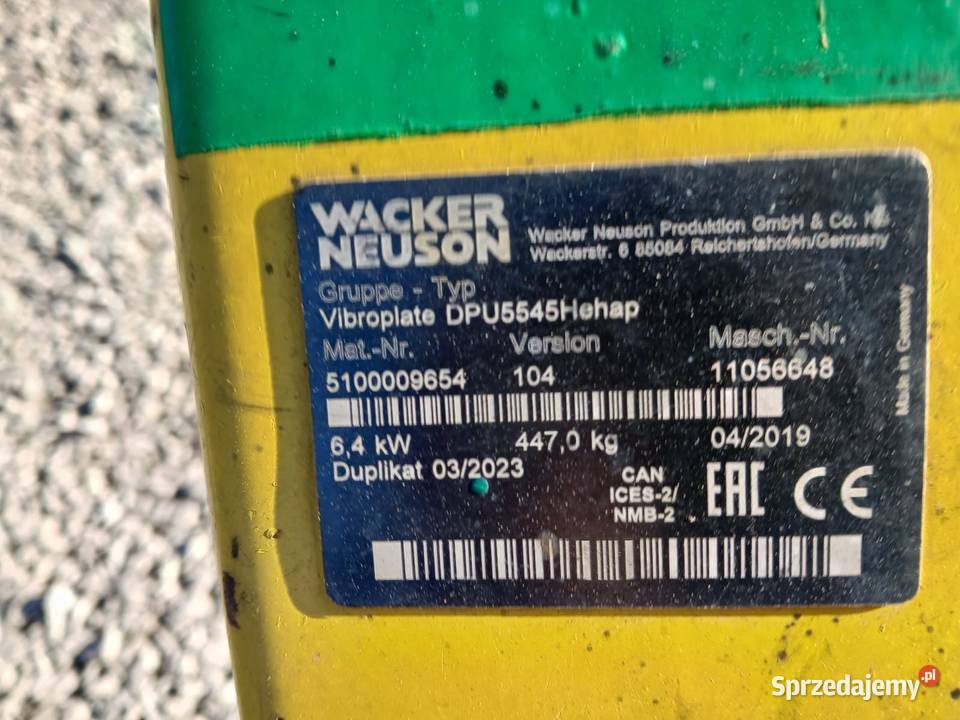 WACKER
NEUSON
Wacker Neuson Produktion GmbH & Co.
Wackerstr. 6 85084 Reichertshofen/Germany
Gruppe - Typ
Vibroplate DPU5545Hehap
Mat.-Nr. Version Masch.-Nr.
5100009654 104 11056648
6,4 kW 447,0 kg 04/2019
Duplikat 03/2023
CAN
ICES-2/
NMB-2
EAC CE
Made in Germany
Sprzedajemy.pl